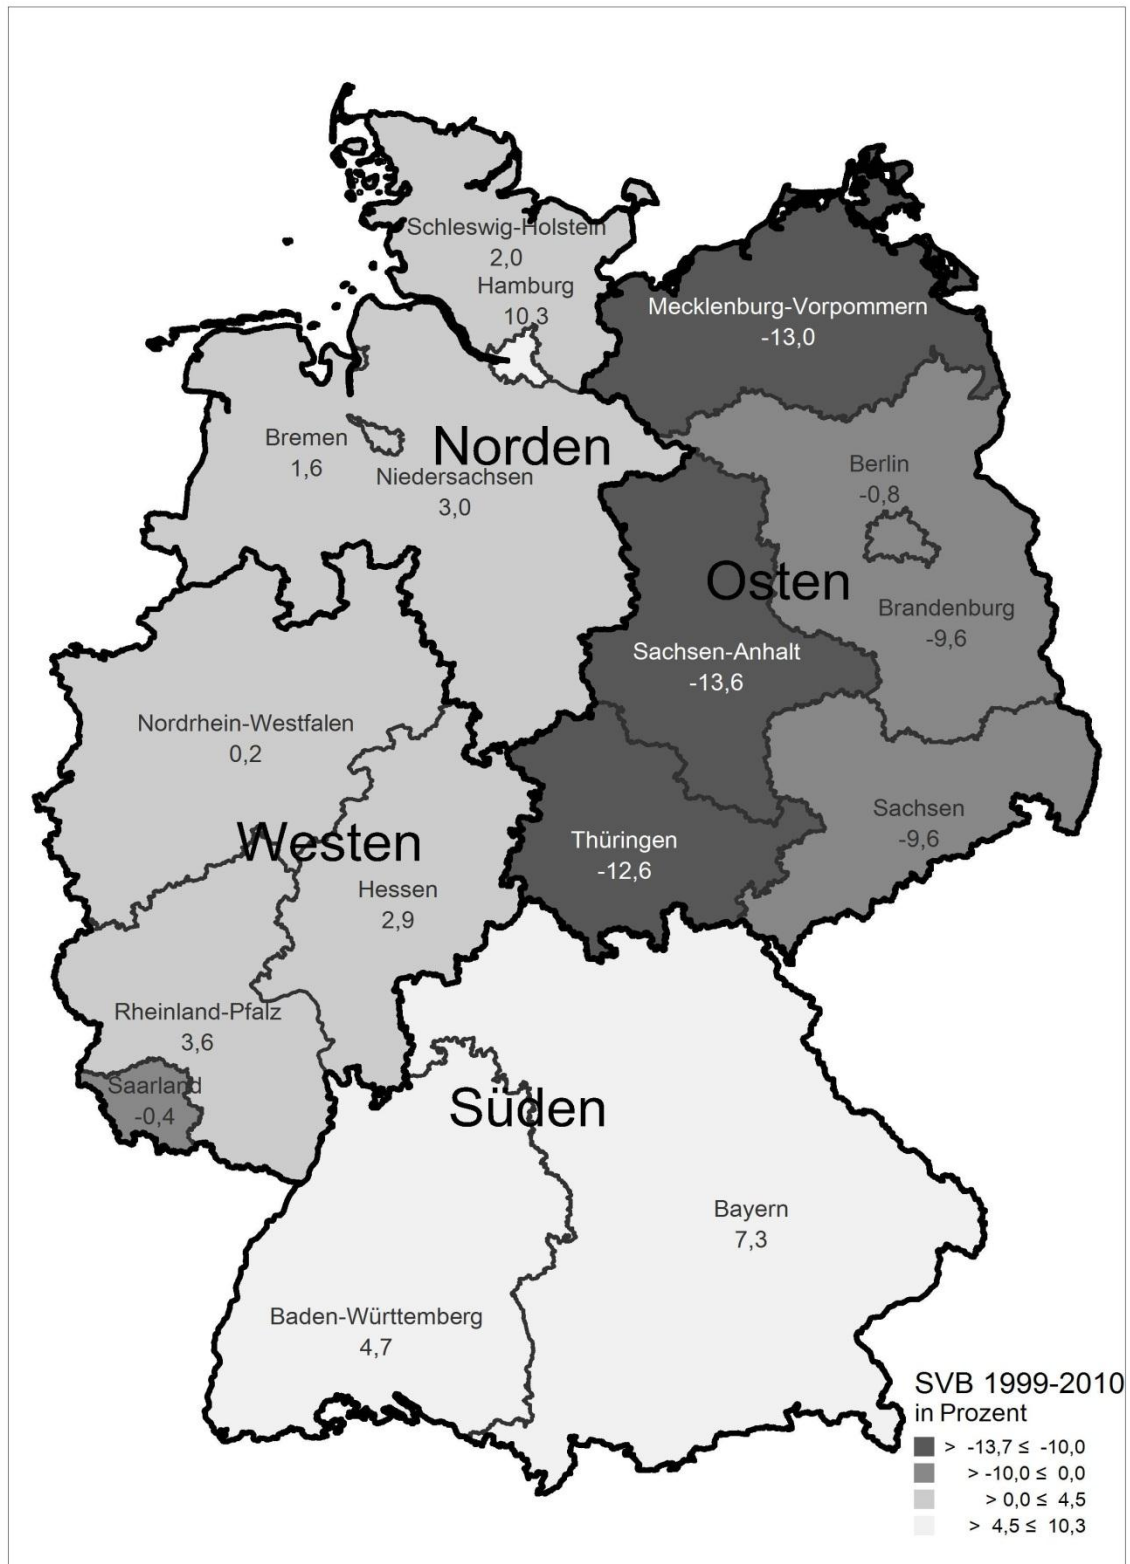 Schleswig-Holstein
2,0
Hamburg
10,3
Mecklenburg-Vorpommern
-13,0
Norden
Bremen
1,6
Niedersachsen
3,0
Berlin
-0,8
Osten
Brandenburg
-9,6
Sachsen-Anhalt
-13,6
Nordrhein-Westfalen
0,2
Westen
Hessen
2,9
Thüringen
-12,6
Sachsen
-9,6
Rheinland-Pfalz
3,6
Saarland
-0,4
Süden
Bayern
7,3
Baden-Württemberg
4,7
SVB 1999-2010
in Prozent
> -13,7 ≤ -10,0
> -10,0 ≤ 0,0
> 0,0 ≤ 4,5
> 4,5 ≤ 10,3